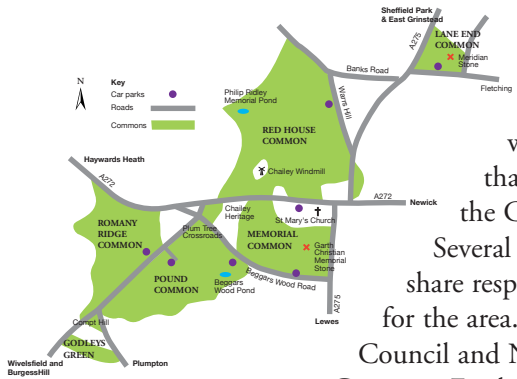 Sheffield Park
& East Grinstead
A275
LANE END
COMMON
Meridian
Stone
Banks Road
Fletching
N
Key
Car parks
Roads
Commons
Philip Ridley
Memorial Pond
Warrs Hill
RED HOUSE
COMMON
Chailey Windmill
Haywards Heath
A272
A272
Newick
Chailey
Heritage
St Mary's Church
ROMANY
RIDGE
COMMON
Plum Tree
Crossroads
MEMORIAL
COMMON
Garth
Christian
Memorial
Stone
POUND
COMMON
Beggars
Wood Pond
Beggars Wood Road
A275
Lewes
Compt Hill
GODLEYS
GREEN
Wivelsfield and
BurgessHill
Plumpton
w
tha
the C
Several
share resp
for the area.
Council and N